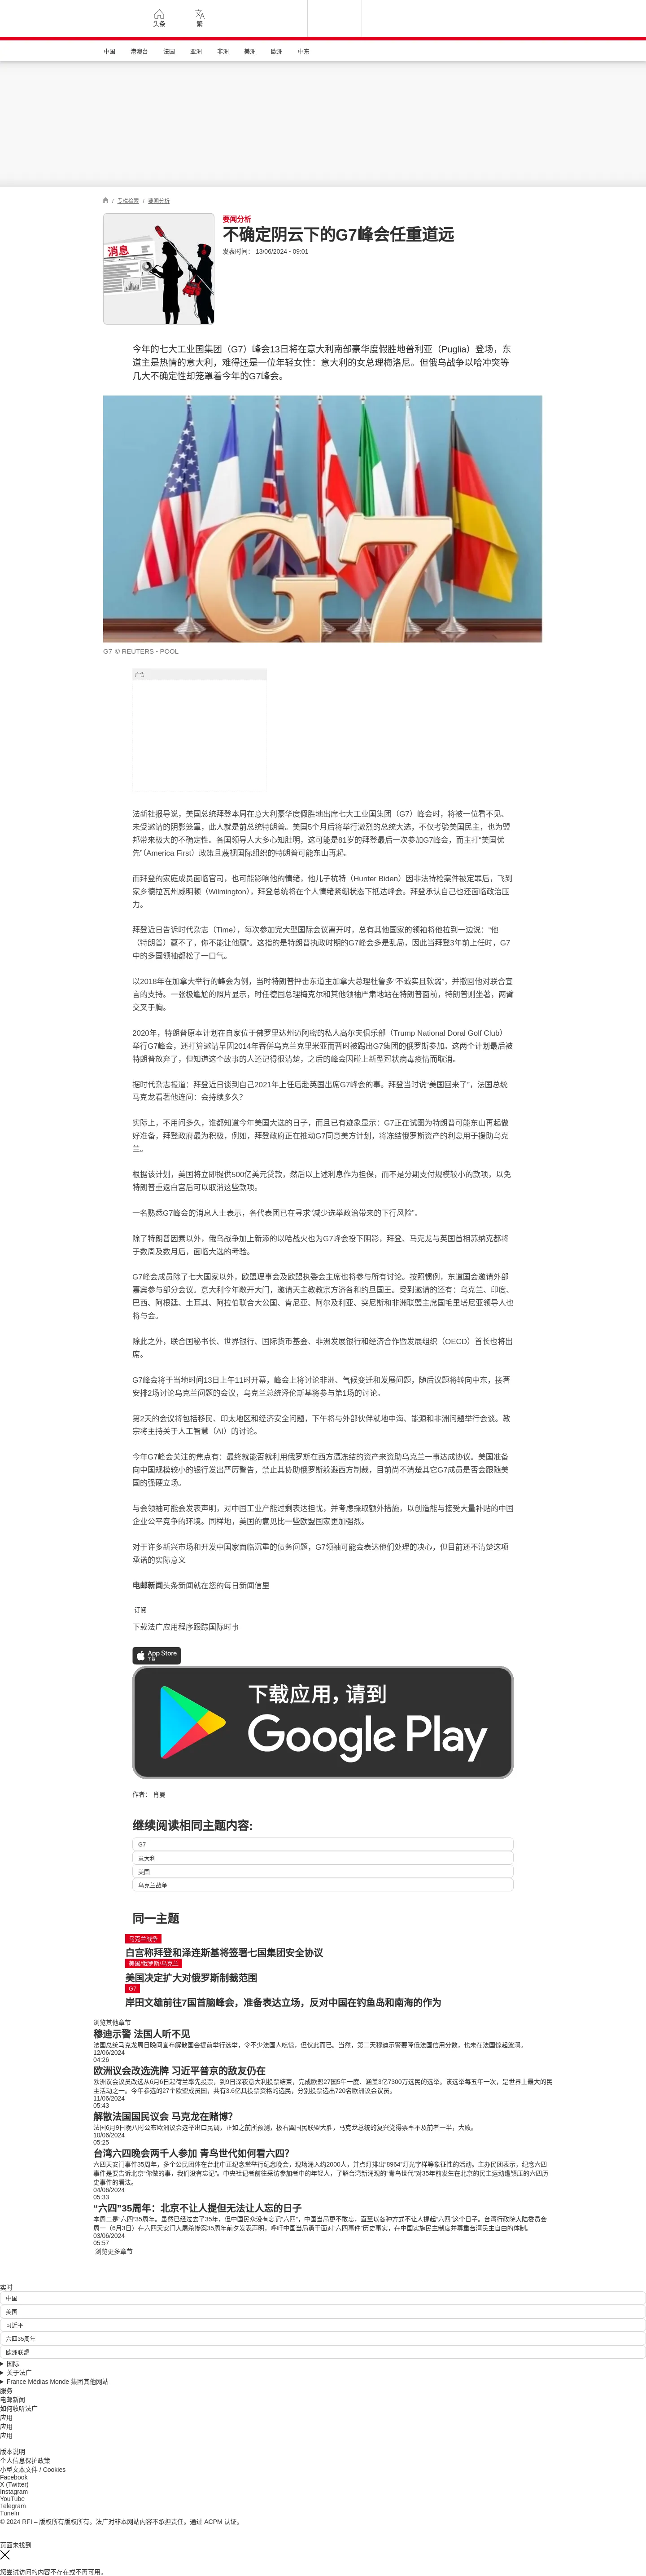 头条
繁
中国 港澳台 法国 亚洲 非洲 美洲 欧洲 中东
/ 专栏检索 / 要闻分析
消息
要闻分析
不确定阴云下的G7峰会任重道远
发表时间： 13/06/2024 - 09:01
今年的七大工业国集团（G7）峰会13日将在意大利南部豪华度假胜地普利亚（Puglia）登场，东
道主是热情的意大利，难得还是一位年轻女性：意大利的女总理梅洛尼。但俄乌战争以哈冲突等
几大不确定性却笼罩着今年的G7峰会。
G7
G7 © REUTERS - POOL
广告
法新社报导说，美国总统拜登本周在意大利豪华度假胜地出席七大工业国集团（G7）峰会时，将被一位看不见、
未受邀请的阴影笼罩，此人就是前总统特朗普。美国5个月后将举行激烈的总统大选，不仅考验美国民主，也为盟
邦带来极大的不确定性。各国领导人大多心知肚明，这可能是81岁的拜登最后一次参加G7峰会，而主打“美国优
先”（America First）政策且蔑视国际组织的特朗普可能东山再起。
而拜登的家庭成员面临官司，也可能影响他的情绪，他儿子杭特（Hunter Biden）因非法持枪案件被定罪后，飞到
家乡德拉瓦州威明顿（Wilmington），拜登总统将在个人情绪紧绷状态下抵达峰会。拜登承认自己也还面临政治压
力。
拜登近日告诉时代杂志（Time），每次参加完大型国际会议离开时，总有其他国家的领袖将他拉到一边说：“他
（特朗普）赢不了，你不能让他赢”。这指的是特朗普执政时期的G7峰会多是乱局，因此当拜登3年前上任时，G7
中的多国领袖都松了一口气。
以2018年在加拿大举行的峰会为例，当时特朗普抨击东道主加拿大总理杜鲁多“不诚实且软弱”，并撤回他对联合宣
言的支持。一张极尴尬的照片显示，时任德国总理梅克尔和其他领袖严肃地站在特朗普面前，特朗普则坐著，两臂
交叉于胸。
2020年，特朗普原本计划在自家位于佛罗里达州迈阿密的私人高尔夫俱乐部（Trump National Doral Golf Club）
举行G7峰会，还打算邀请早因2014年吞併乌克兰克里米亚而暂时被踢出G7集团的俄罗斯参加。这两个计划最后被
特朗普放弃了，但知道这个故事的人还记得很清楚，之后的峰会因碰上新型冠状病毒疫情而取消。
据时代杂志报道：拜登近日谈到自己2021年上任后赴英国出席G7峰会的事。拜登当时说“美国回来了”，法国总统
马克龙看著他连问：会持续多久？
实际上，不用问多久，谁都知道今年美国大选的日子，而且已有迹象显示：G7正在试图为特朗普可能东山再起做
好准备，拜登政府最为积极，例如，拜登政府正在推动G7同意美方计划，将冻结俄罗斯资产的利息用于援助乌克
兰。
根据该计划，美国将立即提供500亿美元贷款，然后以上述利息作为担保，而不是分期支付规模较小的款项，以免
特朗普重返白宫后可以取消这些款项。
一名熟悉G7峰会的消息人士表示，各代表团已在寻求”减少选举政治带来的下行风险”。
除了特朗普因素以外，俄乌战争加上新添的以哈战火也为G7峰会投下阴影，拜登、马克龙与英国首相苏纳克都将
于数周及数月后，面临大选的考验。
G7峰会成员除了七大国家以外，欧盟理事会及欧盟执委会主席也将参与所有讨论。按照惯例，东道国会邀请外部
嘉宾参与部分会议。意大利今年敞开大门，邀请天主教教宗方济各和约旦国王。受到邀请的还有：乌克兰、印度、
巴西、阿根廷、土耳其、阿拉伯联合大公国、肯尼亚、阿尔及利亚、突尼斯和非洲联盟主席国毛里塔尼亚领导人也
将与会。
除此之外，联合国秘书长、世界银行、国际货币基金、非洲发展银行和经济合作暨发展组织（OECD）首长也将出
席。
G7峰会将于当地时间13日上午11时开幕，峰会上将讨论非洲、气候变迁和发展问题，随后议题将转向中东，接著
安排2场讨论乌克兰问题的会议，乌克兰总统泽伦斯基将参与第1场的讨论。
第2天的会议将包括移民、印太地区和经济安全问题，下午将与外部伙伴就地中海、能源和非洲问题举行会谈。教
宗将主持关于人工智慧（AI）的讨论。
今年G7峰会关注的焦点有：最终就能否就利用俄罗斯在西方遭冻结的资产来资助乌克兰一事达成协议。美国准备
向中国规模较小的银行发出严厉警告，禁止其协助俄罗斯躲避西方制裁，目前尚不清楚其它G7成员是否会跟随美
国的强硬立场。
与会领袖可能会发表声明，对中国工业产能过剩表达担忧，并考虑採取额外措施，以创造能与接受大量补贴的中国
企业公平竞争的环境。同样地，美国的意见比一些欧盟国家更加强烈。
对于许多新兴市场和开发中国家面临沉重的债务问题，G7领袖可能会表达他们处理的决心，但目前还不清楚这项
承诺的实际意义
电邮新闻头条新闻就在您的每日新闻信里
订阅
下载法广应用程序跟踪国际时事
App Store
下载
下载应用，请到
Google Play
作者： 肖曼
继续阅读相同主题内容:
G7
意大利
美国
乌克兰战争
同一主题
乌克兰战争
白宫称拜登和泽连斯基将签署七国集团安全协议
美国/俄罗斯/乌克兰
美国决定扩大对俄罗斯制裁范围
G7
岸田文雄前往7国首脑峰会，准备表达立场，反对中国在钓鱼岛和南海的作为
浏览其他章节
穆迪示警 法国人听不见
法国总统马克龙周日晚间宣布解散国会提前举行选举，令不少法国人吃惊，但仅此而已。当然，第二天穆迪示警要降低法国信用分数，也未在法国惊起波澜。
12/06/2024
04:26
欧洲议会改选洗牌 习近平普京的敌友仍在
欧洲议会议员改选从6月6日起荷兰率先投票，到9日深夜意大利投票结束，完成欧盟27国5年一度、涵盖3亿7300万选民的选举。该选举每五年一次，是世界上最大的民
主活动之一。今年参选的27个欧盟成员国，共有3.6亿具投票资格的选民，分别投票选出720名欧洲议会议员。
11/06/2024
05:43
解散法国国民议会 马克龙在赌博？
法国6月9日晚八时公布欧洲议会选举出口民调，正如之前所预测，极右翼国民联盟大胜，马克龙总统的复兴党得票率不及前者一半，大败。
10/06/2024
05:25
台湾六四晚会两千人参加 青鸟世代如何看六四？
六四天安门事件35周年，多个公民团体在台北中正纪念堂举行纪念晚会，现场涌入约2000人，并点灯排出“8964”灯光字样等象征性的活动。主办民团表示，纪念六四
事件是要告诉北京“你做的事，我们没有忘记”。中央社记者前往采访参加者中的年轻人，了解台湾新涌现的“青鸟世代”对35年前发生在北京的民主运动遭镇压的六四历
史事件的看法。
04/06/2024
05:33
“六四”35周年：北京不让人提但无法让人忘的日子
本周二是“六四”35周年。虽然已经过去了35年，但中国民众没有忘记“六四”，中国当局更不敢忘，直至以各种方式不让人提起“六四”这个日子。台湾行政院大陆委员会
周一（6月3日）在六四天安门大屠杀惨案35周年前夕发表声明，呼吁中国当局勇于面对“六四事件”历史事实，在中国实施民主制度并尊重台湾民主自由的体制。
03/06/2024
05:57
浏览更多章节
实时
中国
美国
习近平
六四35周年
欧洲联盟
国际
关于法广
France Médias Monde 集团其他网站
服务
电邮新闻
如何收听法广
应用
应用
应用
版本说明
个人信息保护政策
小型文本文件 / Cookies
Facebook
X (Twitter)
Instagram
YouTube
Telegram
TuneIn
© 2024 RFI – 版权所有版权所有。法广对非本网站内容不承担责任。通过 ACPM 认证。
页面未找到
您尝试访问的内容不存在或不再可用。